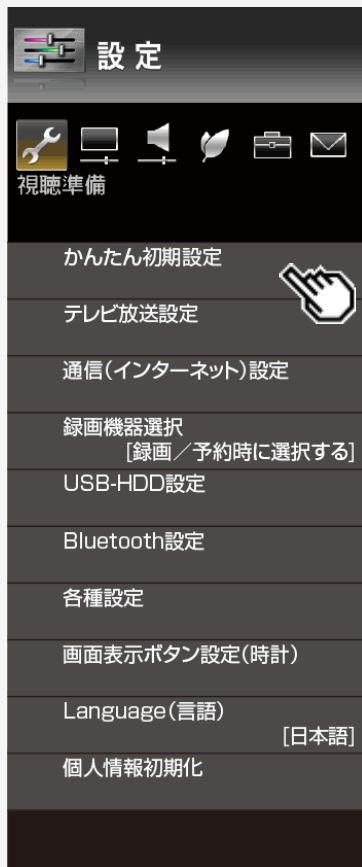 設定
視聴準備
かんたん初期設定
テレビ放送設定
通信(インターネット)設定
録画機器選択
[録画/予約時に選択する]
USB-HDD設定
Bluetooth設定
各種設定
画面表示ボタン設定(時計)
Language(言語)
[日本語]
個人情報初期化